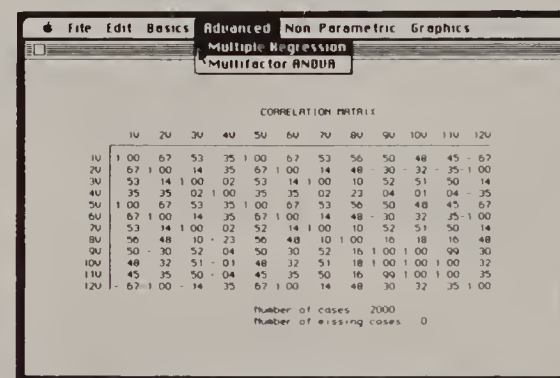 File Edit Basics Advanced Non Parametric Graphics
Multiple Regression
Multifactor ANOVA
CORRELATION MATRIX
1V 2V 3V 4V 5V 6V 7V 8V 9V 10V 11V 12V
1V 1 00 67 53 35 1 00 67 53 56 50 48 45 - 67
2V 67 1 00 14 35 67 1 00 14 48 - 30 - 32 - 35 - 1 00
3V 53 14 1 00 02 53 14 1 00 10 52 51 50 14
4V 35 35 02 1 00 35 35 02 23 04 01 04 - 35
5V 1 00 67 53 35 1 00 67 53 56 50 48 45 67
6V 67 1 00 14 35 67 1 00 14 48 - 30 32 35 - 1 00
7V 53 14 1 00 02 52 14 1 00 10 52 51 50 14
8V 56 48 10 - 23 56 48 10 1 00 16 18 16 48
9V 50 - 30 52 04 50 30 52 16 1 00 1 00 99 30
10V 48 32 51 - 01 48 32 51 18 1 00 1 00 1 00 32
11V 45 35 50 - 04 45 35 50 16 99 1 00 1 00 35
12V - 67 - 1 00 - 14 35 67 - 1 00 14 48 30 32 35 1 00
Number of cases 2000
Number of missing cases 0